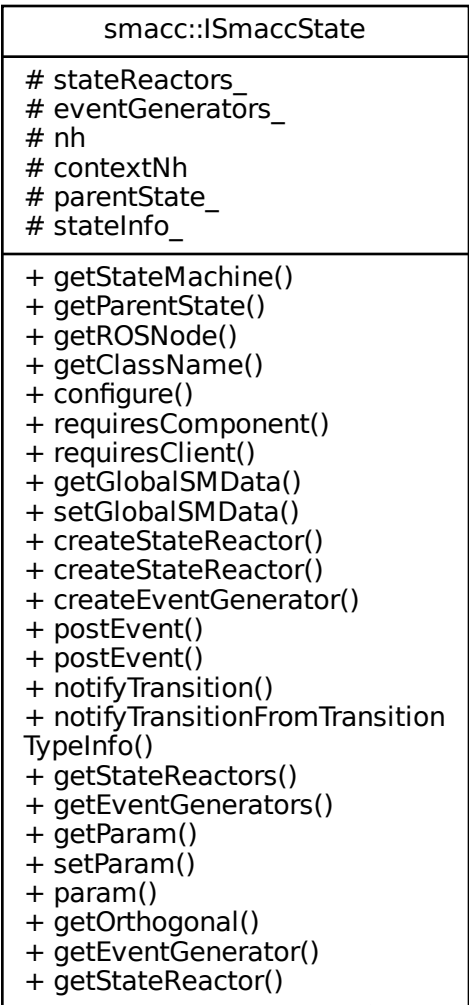 smacc::ISmaccState
# stateReactors_
# eventGenerators_
# nh
# contextNh
# parentState_
# stateInfo_
+ getStateMachine()
+ getParentState()
+ getROSNode()
+ getClassName()
+ configure()
+ requiresComponent()
+ requiresClient()
+ getGlobalSMData()
+ setGlobalSMData()
+ createStateReactor()
+ createStateReactor()
+ createEventGenerator()
+ postEvent()
+ postEvent()
+ notifyTransition()
+ notifyTransitionFromTransition
TypeInfo()
+ getStateReactors()
+ getEventGenerators()
+ getParam()
+ setParam()
+ param()
+ getOrthogonal()
+ getEventGenerator()
+ getStateReactor()